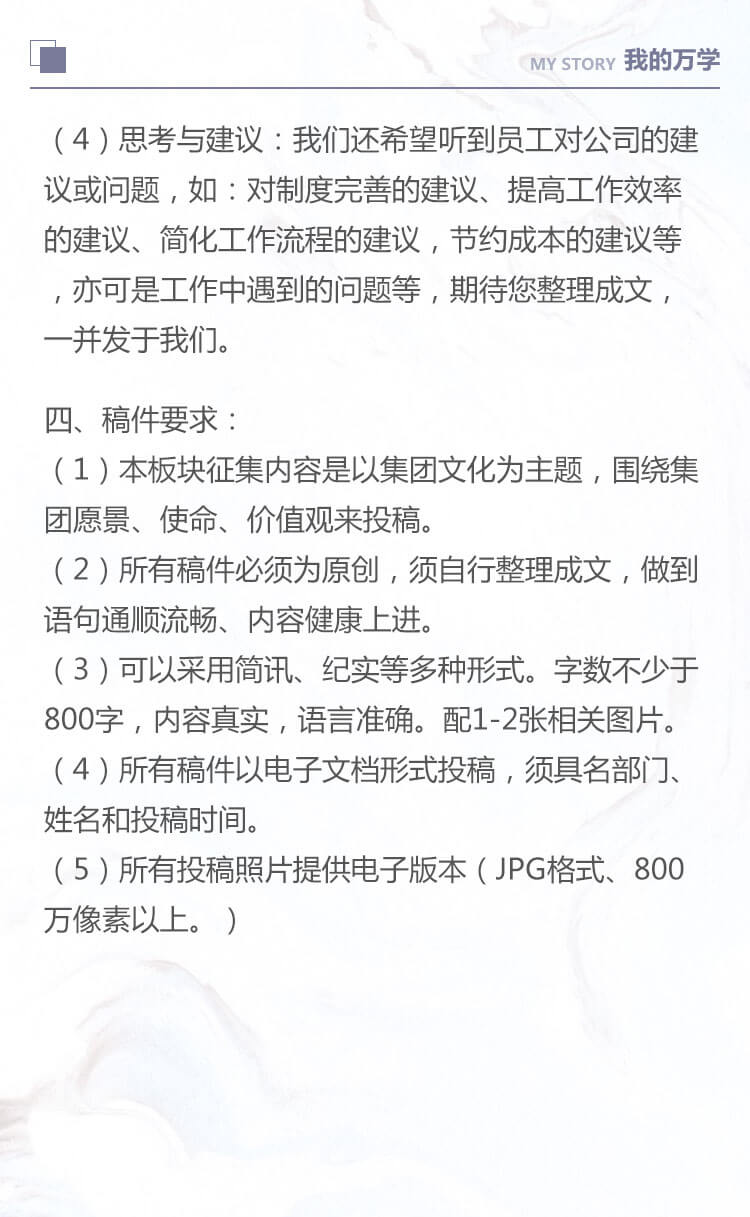 MY STORY 我的万学
（4）思考与建议：我们还希望听到员工对公司的建
议或问题，如：对制度完善的建议、提高工作效率
的建议、简化工作流程的建议，节约成本的建议等
，亦可是工作中遇到的问题等，期待您整理成文，
一并发于我们。
四、稿件要求：
（1）本板块征集内容是以集团文化为主题，围绕集
团愿景、使命、价值观来投稿。
（2）所有稿件必须为原创，须自行整理成文，做到
语句通顺流畅、内容健康上进。
（3）可以采用简讯、纪实等多种形式。字数不少于
800字，内容真实，语言准确。配1-2张相关图片。
（4）所有稿件以电子文档形式投稿，须具名部门、
姓名和投稿时间。
（5）所有投稿照片提供电子版本（JPG格式、800
万像素以上。）